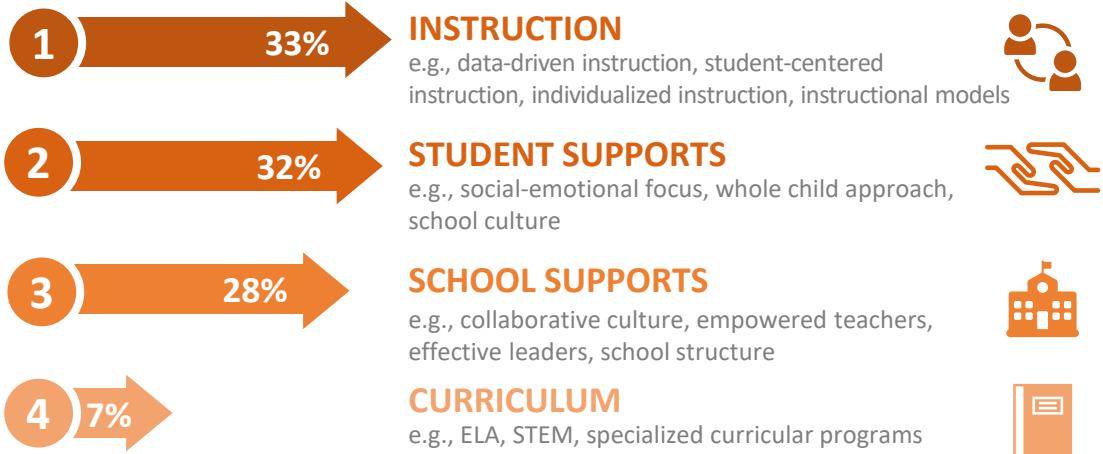 1
33%
INSTRUCTION
e.g., data-driven instruction, student-centered
instruction, individualized instruction, instructional models
2
32%
STUDENT SUPPORTS
e.g., social-emotional focus, whole child approach,
school culture
3
28%
SCHOOL SUPPORTS
e.g., collaborative culture, empowered teachers,
effective leaders, school structure
4
7%
CURRICULUM
e.g., ELA, STEM, specialized curricular programs